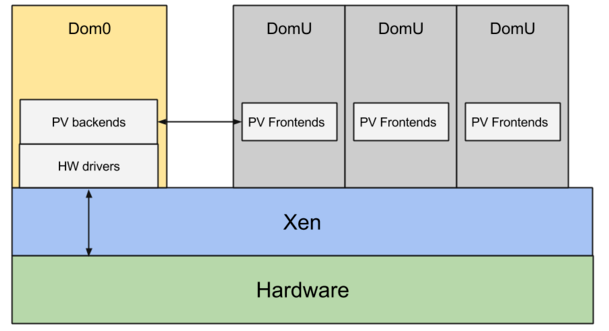 Dom0
DomU
DomU
DomU
PV backends
PV Frontends
PV Frontends
PV Frontends
HW drivers
Xen
Hardware